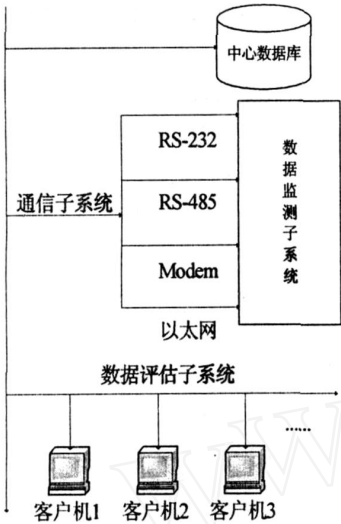 中心数据库
RS-232
通信子系统
RS-485
Modem
数据监测子系统
以太网
数据评估子系统
......
客户机1
客户机2
客户机3